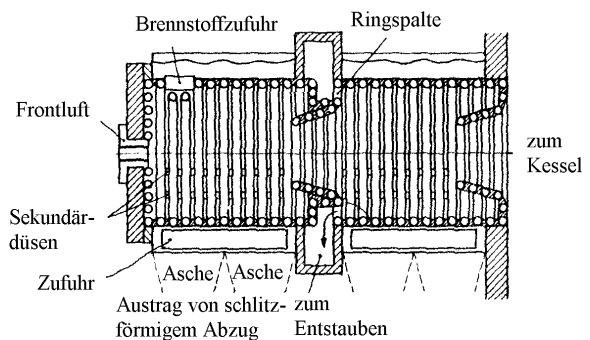 Brennstoffzufuhr
Ringspalte
Frontluft
zum
Kessel
Sekundär-
düsen
Zufuhr
Asche
Asche
Austrag von schlitz-
förmigem Abzug
zum
Entstauben